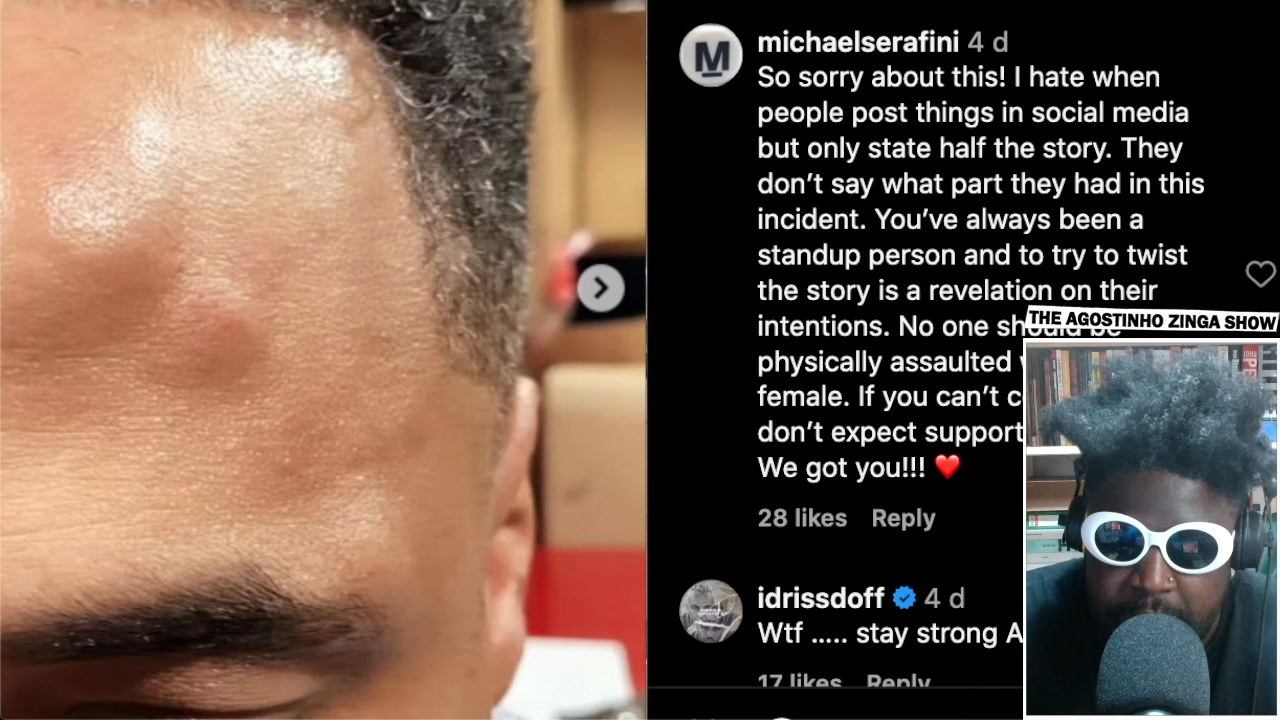 M
michaelserafini 4 d
So sorry about this! I hate when
people post things in social media
but only state half the story. They
don't say what part they had in this
incident. You've always been a
standup person and to try to twist
the story is a revelation on their
intentions. No one should be
physically assaulted
female. If you can't
don't expect support
We got you!!! ❤️
28 likes Reply
idrissdoff 4 d
Wtf ..... stay strong A
17 likes Reply
THE AGOSTINHO ZINGA SHOW